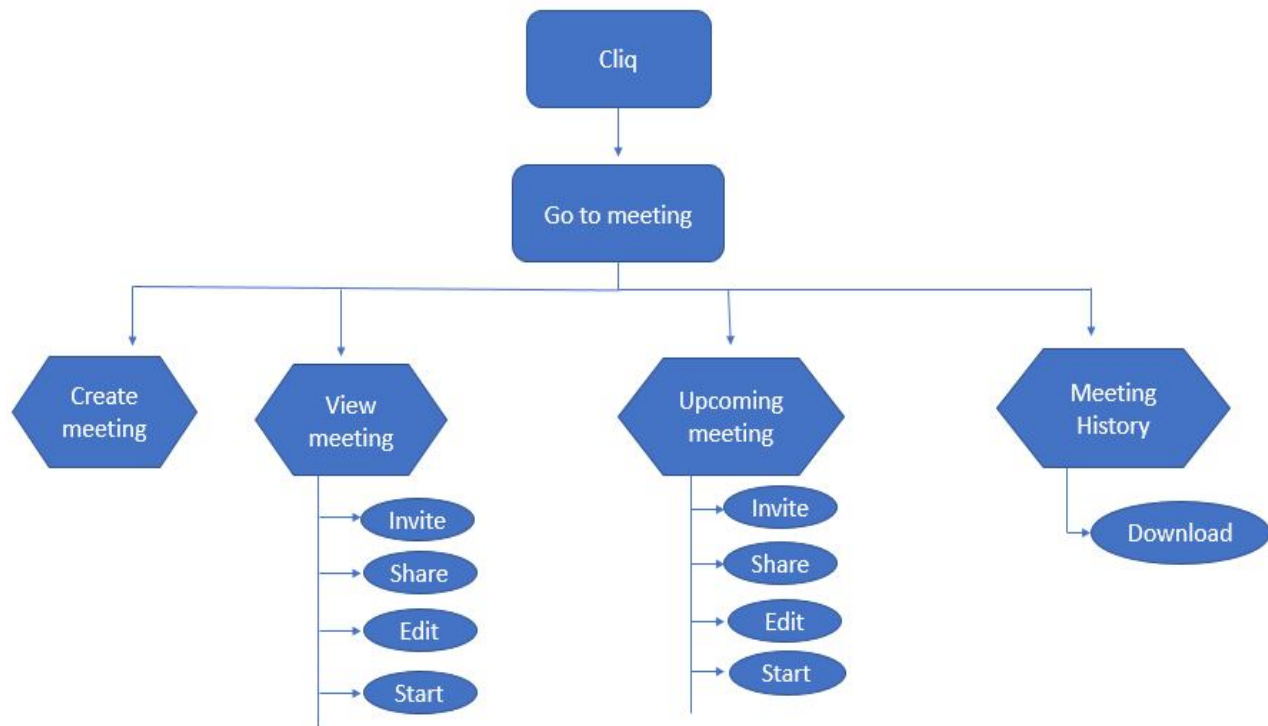 Cliq
Go to meeting
Create
meeting
View
meeting
Upcoming
meeting
Meeting
History
Invite
Share
Edit
Start
Invite
Share
Edit
Start
Download